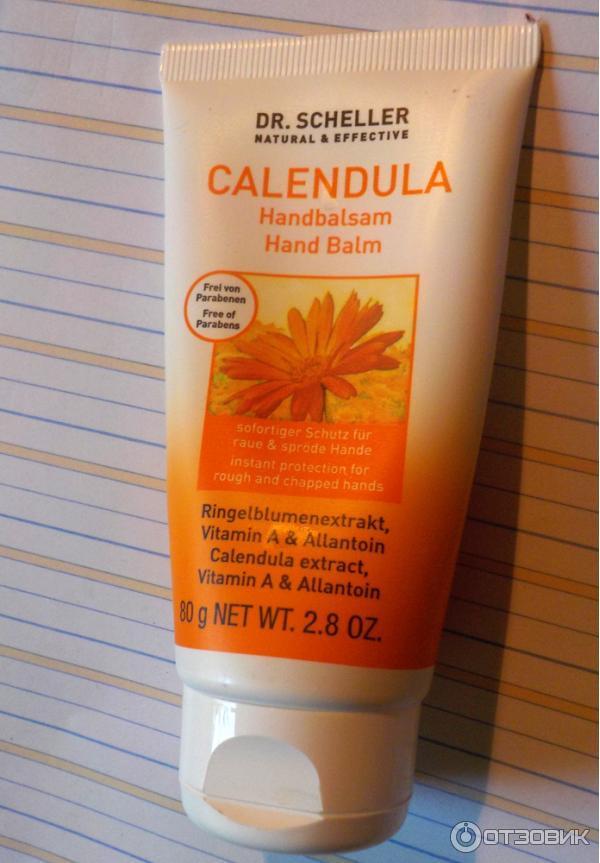 DR. SCHELLER
NATURAL & EFFECTIVE
CALENDULA
Handbalsam
Hand Balm
Frei von
Parabenen
Free of
Parabens
sofortiger Schutz für
raue & spröde Hände
instant protection for
rough and chapped hands
Ringelblumenextrakt,
Vitamin A & Allantoin
Calendula extract,
Vitamin A & Allantoin
80 g NET WT. 2.8 OZ.
ОТЗОВИК